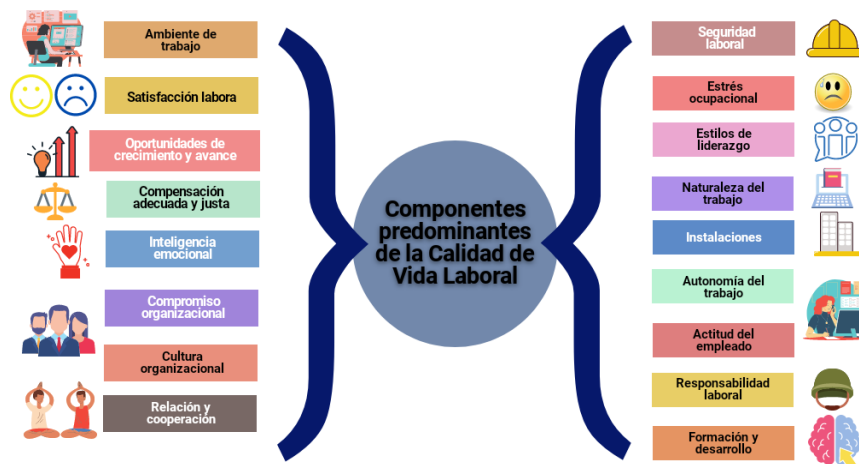 Ambiente de
trabajo
Satisfacción labora
Oportunidades de
crecimiento y avance
Compensación
adecuada y justa
Inteligencia
emocional
Compromiso
organizacional
Cultura
organizacional
Relación y
cooperación
Componentes
predominantes
de la Calidad de
Vida Laboral
Seguridad
laboral
Estrés
ocupacional
Estilos de
liderazgo
Naturaleza del
trabajo
Instalaciones
Autonomía del
trabajo
Actitud del
empleado
Responsabilidad
laboral
Formación y
desarrollo